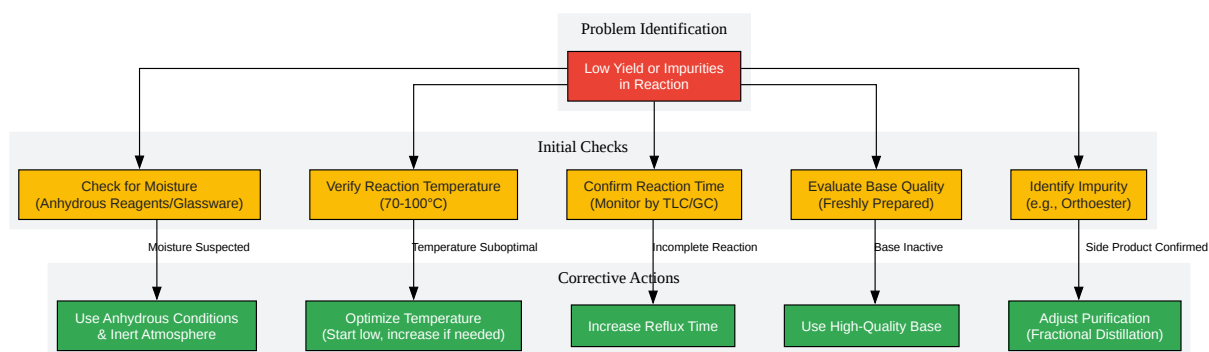 Problem Identification
Low Yield or Impurities
in Reaction
Initial Checks
Check for Moisture
(Anhydrous Reagents/Glassware)
Verify Reaction Temperature
(70-100°C)
Confirm Reaction Time
(Monitor by TLC/GC)
Evaluate Base Quality
(Freshly Prepared)
Identify Impurity
(e.g., Orthoester)
Moisture Suspected
Temperature Suboptimal
Incomplete Reaction
Base Inactive
Side Product Confirmed
Corrective Actions
Use Anhydrous Conditions
& Inert Atmosphere
Optimize Temperature
(Start low, increase if needed)
Increase Reflux Time
Use High-Quality Base
Adjust Purification
(Fractional Distillation)